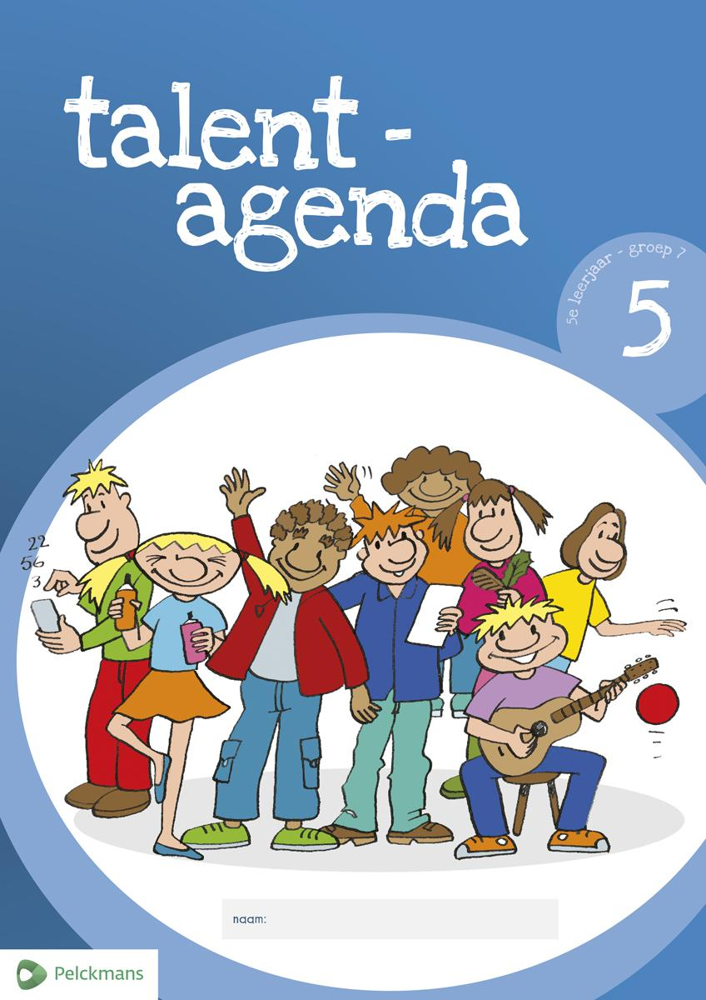 talent-
agenda
5e leerjaar - groep 7
5
22
56
3
naam:
Pelckmans